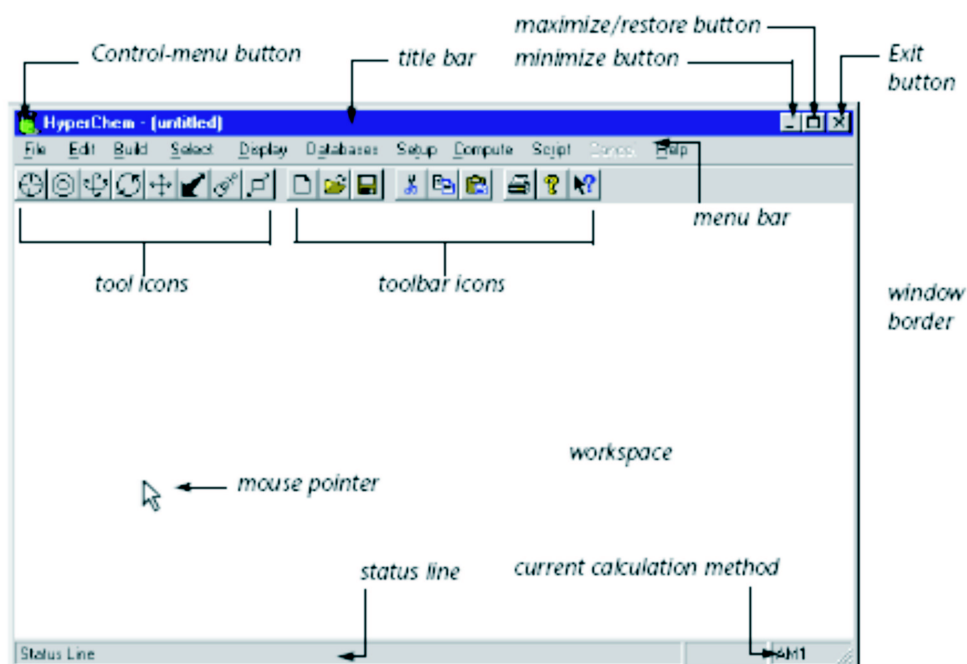 maximize/restore button
Control-menu button title bar minimize button Exit button
HyperChem - (untitled)
File Edit Build Select Display Databases Setup Compute Script Cancel Help
menu bar
tool icons toolbar icons
window border
workspace
mouse pointer
status line current calculation method
Status Line AM1